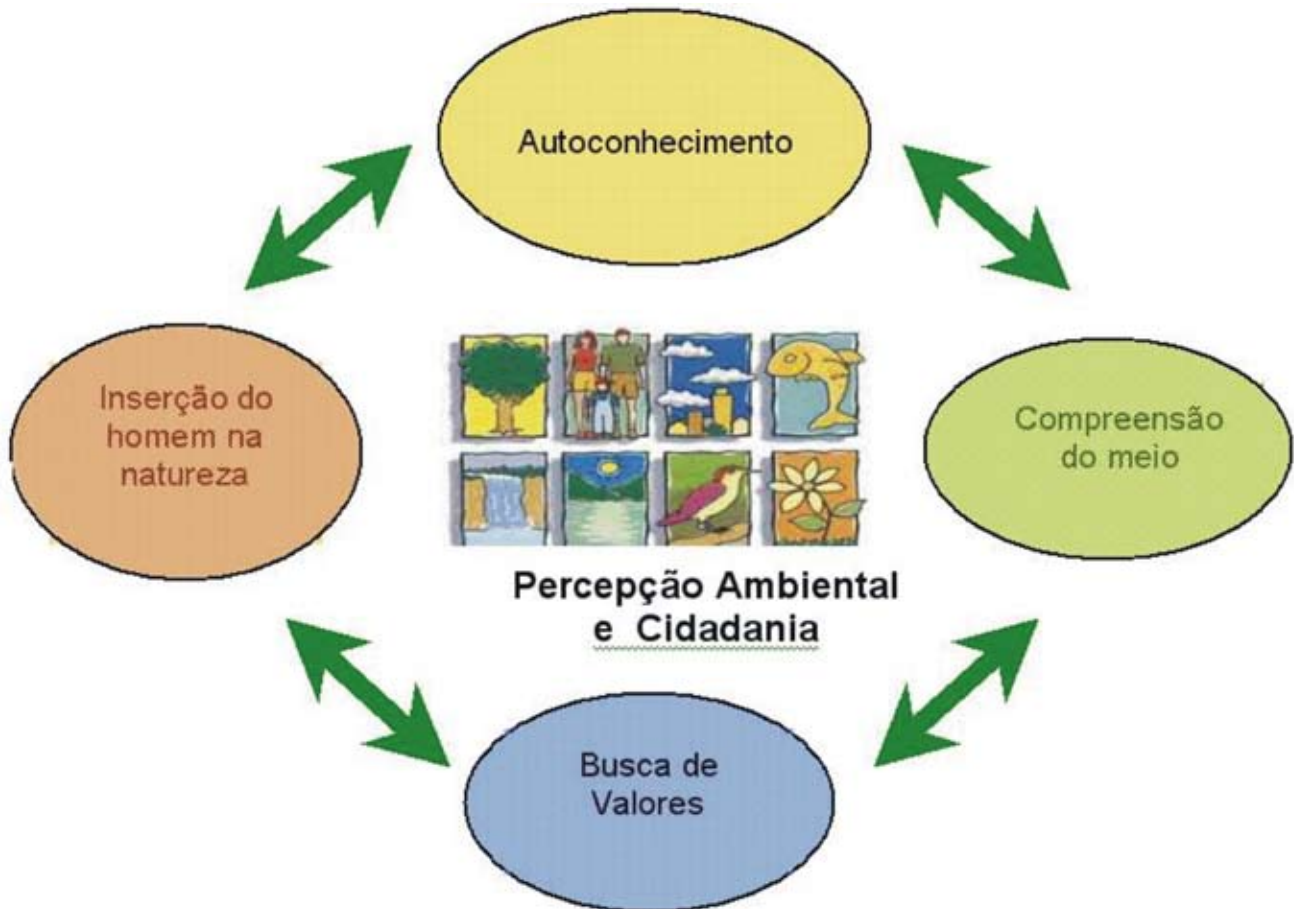 Autoconhecimento
Inserção do
homem na
natureza
Compreensão
do meio
Percepção Ambiental
e Cidadania
Busca de
Valores